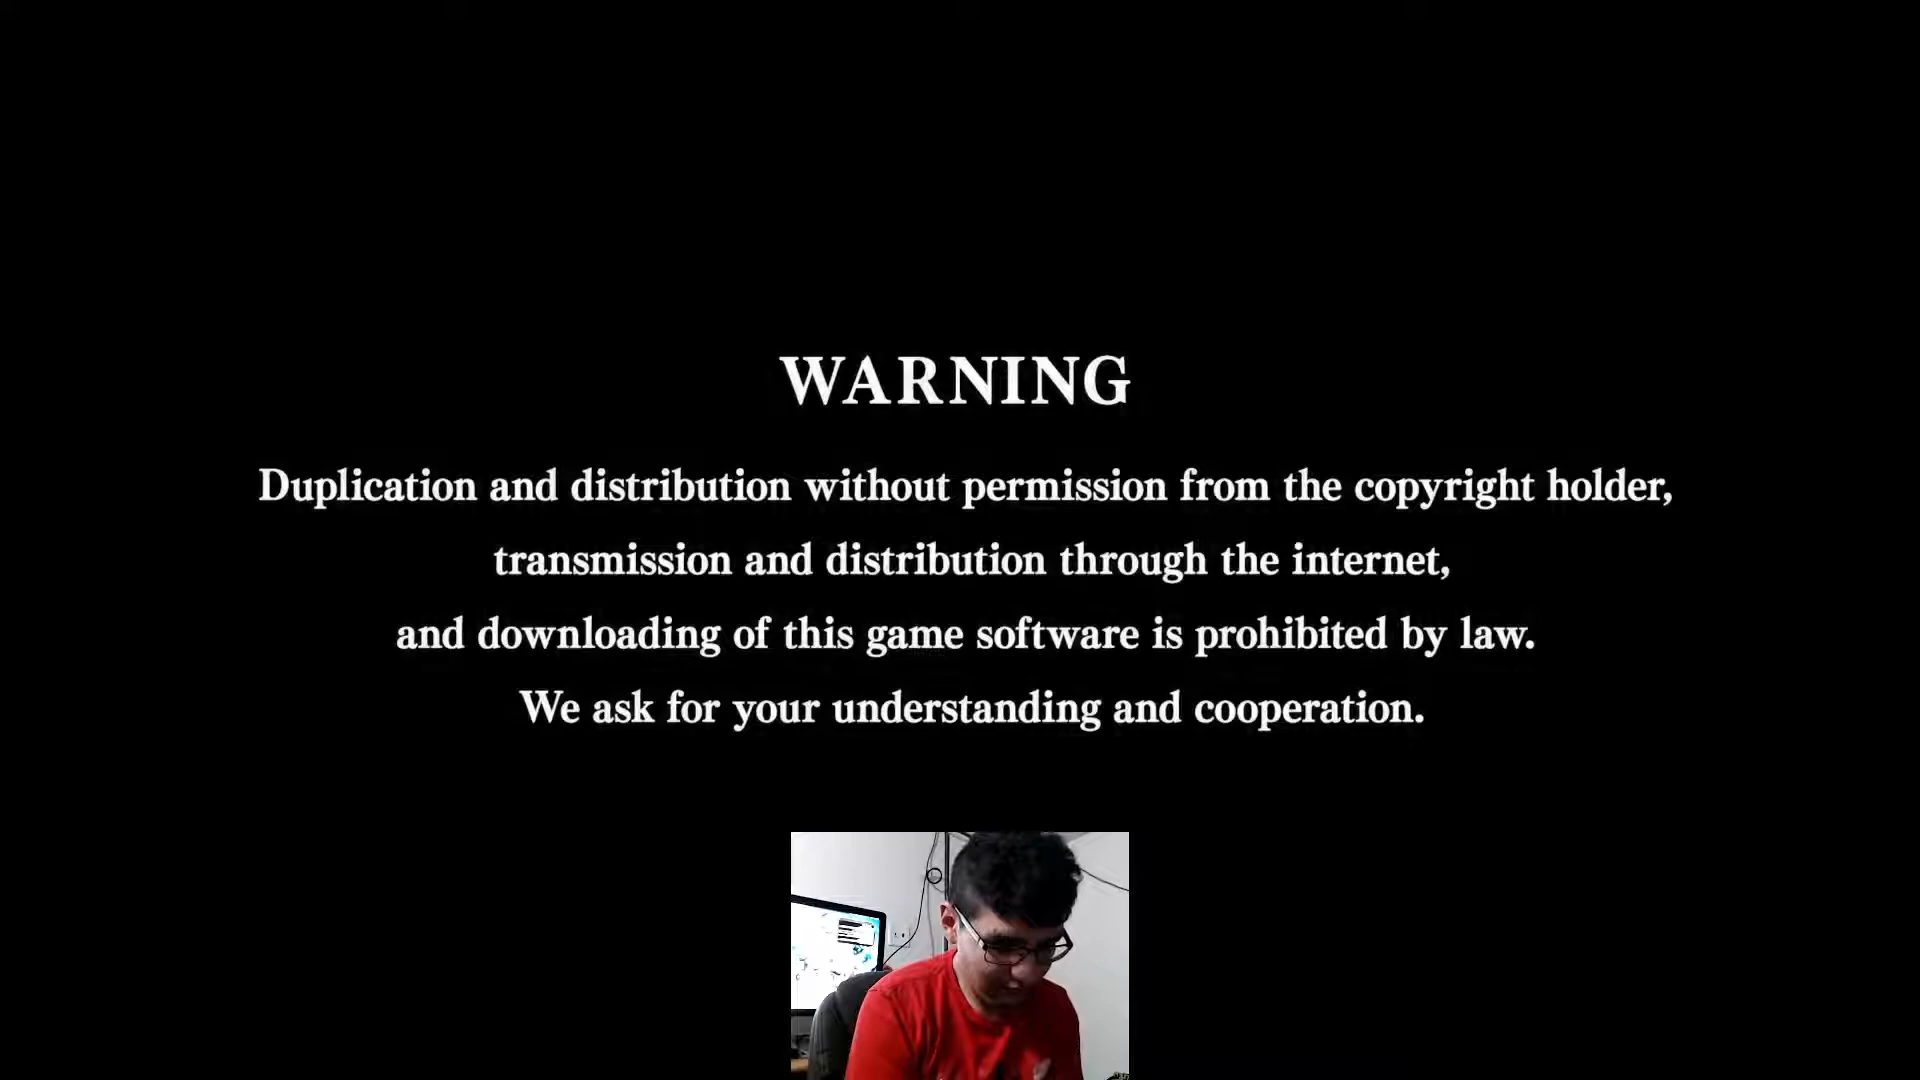 WARNING
Duplication and distribution without permission from the copyright holder,
transmission and distribution through the internet,
and downloading of this game software is prohibited by law.
We ask for your understanding and cooperation.